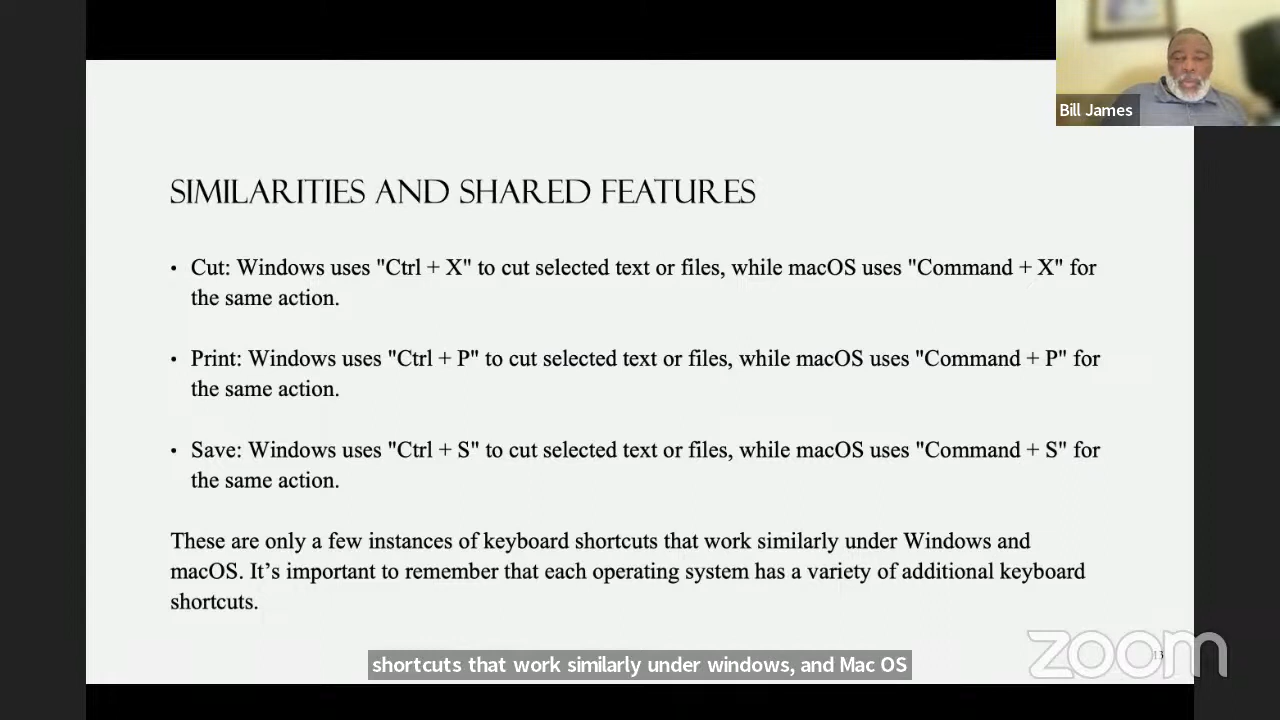 Bill James
SIMILARITIES AND SHARED FEATURES
• Cut: Windows uses "Ctrl + X" to cut selected text or files, while macOS uses "Command + X" for
the same action.
• Print: Windows uses "Ctrl + P" to cut selected text or files, while macOS uses "Command + P" for
the same action.
• Save: Windows uses "Ctrl + S" to cut selected text or files, while macOS uses "Command + S" for
the same action.
These are only a few instances of keyboard shortcuts that work similarly under Windows and
macOS. It’s important to remember that each operating system has a variety of additional keyboard
shortcuts.
shortcuts that work similarly under windows, and Mac OS
zoom
13